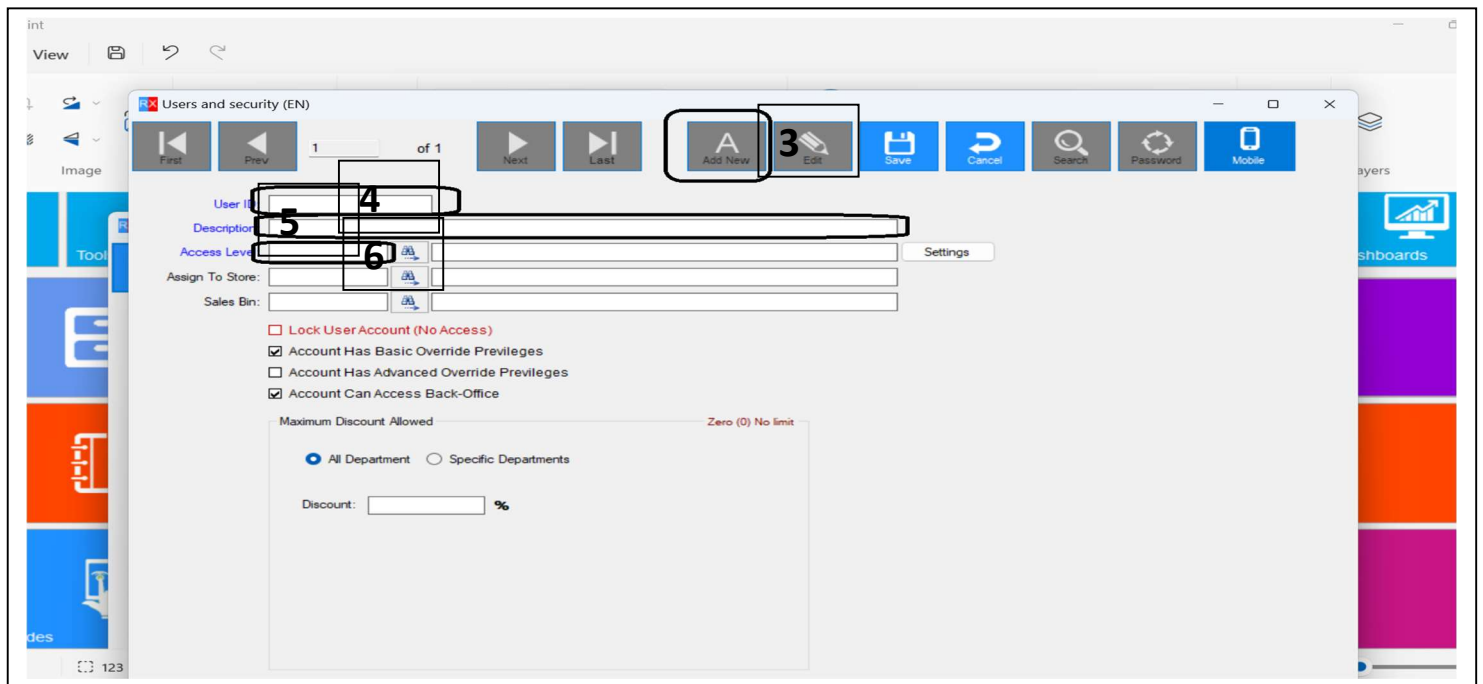 int
View
Users and security (EN)
First
Prev
1
of 1
Next
Last
A
Add New
3
Edit
Save
Cancel
Search
Password
Mobile
Image
ayers
User ID
4
Description
5
Tool
shboards
Access Leve
6
Settings
Assign To Store:
Sales Bin:
Lock User Account (No Access)
Account Has Basic Override Previleges
Account Has Advanced Override Previleges
Account Can Access Back-Office
Maximum Discount Allowed
Zero (0) No limit
All Department
Specific Departments
Discount:
%
des
123